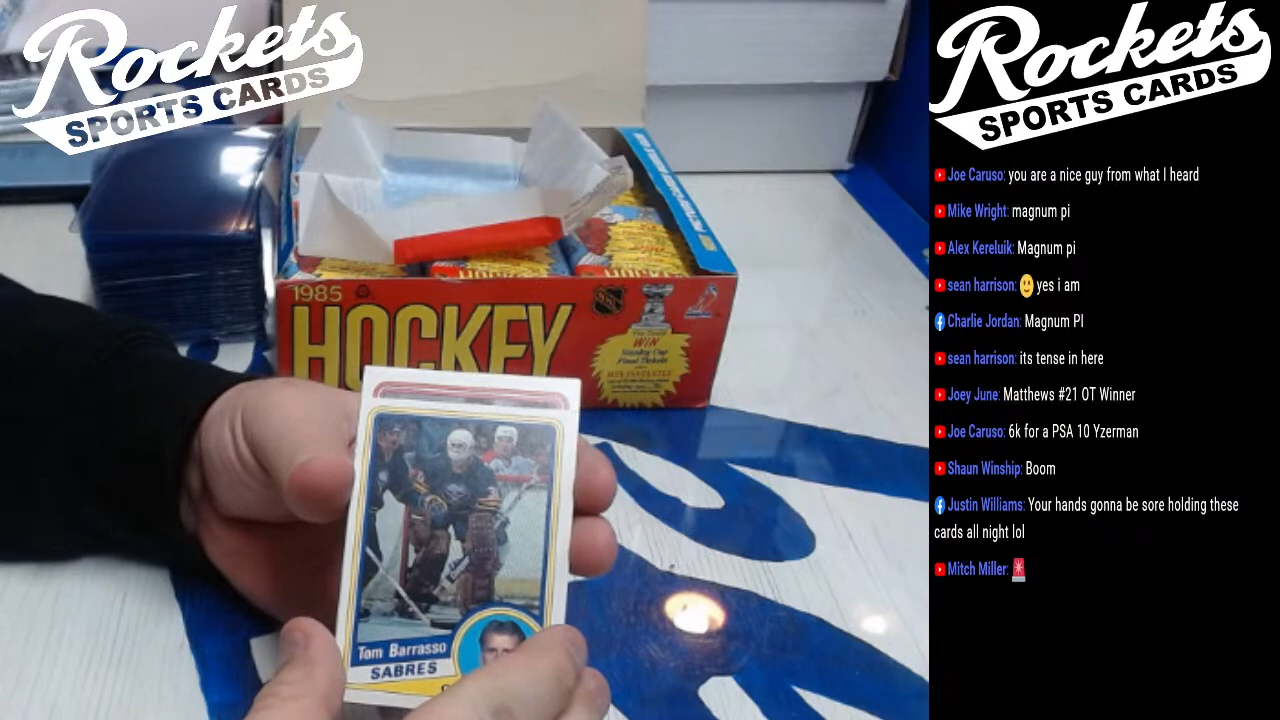 Rockets
SPORTS CARDS
1985
HOCKEY
WIN
Stanley Cup
Final Tickets
HOCKEY
Tom Barrasso
SABRES
Rockets
SPORTS CARDS
Joe Caruso: you are a nice guy from what I heard
Mike Wright: magnum pi
Alex Kereluik: Magnum pi
sean harrison: 🙂 yes i am
Charlie Jordan: Magnum PI
sean harrison: its tense in here
Joey June: Matthews #21 OT Winner
Joe Caruso: 6k for a PSA 10 Yzerman
Shaun Winship: Boom
Justin Williams: Your hands gonna be sore holding these
cards all night lol
Mitch Miller: 🚨